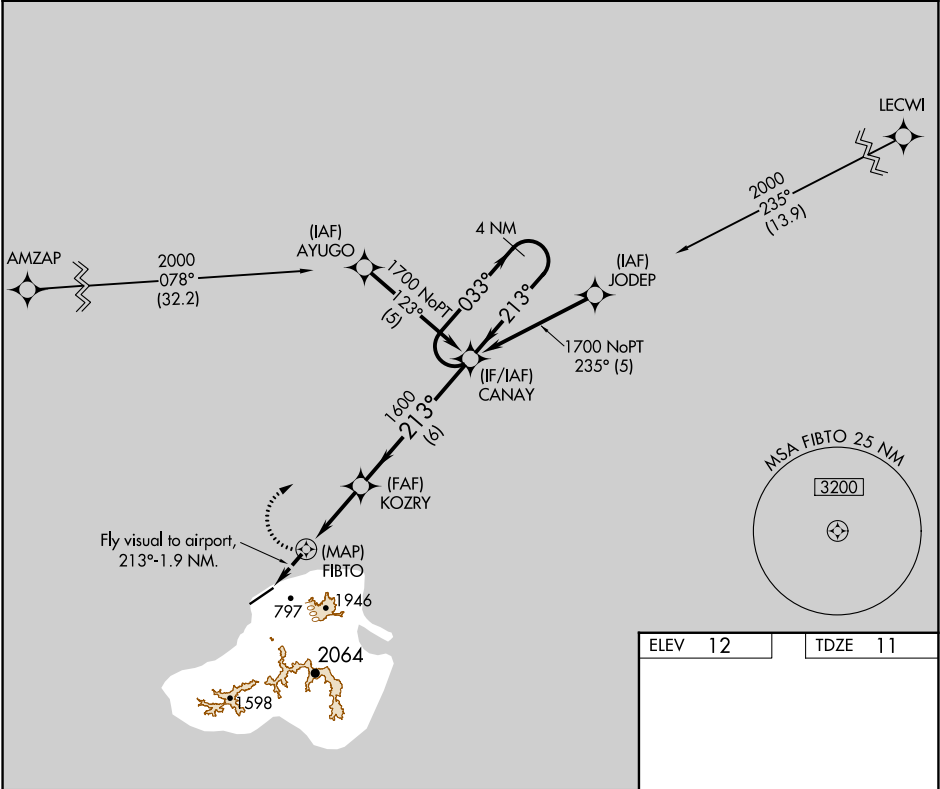 LECWI
2000
235°
(13.9)
4 NM
(IAF)
AYUGO
(IAF)
JODEP
AMZAP
2000
078°
(32.2)
1700 NoPT
123°
(5)
033°
213°
1700 NoPT
235° (5)
(IF/IAF)
CANAY
1600
213°
(6)
MSA FIBTO 25 NM
3200
(FAF)
KOZRY
Fly visual to airport,
213°-1.9 NM.
(MAP)
FIBTO
797
1946
2064
1598
ELEV 12
TDZE 11